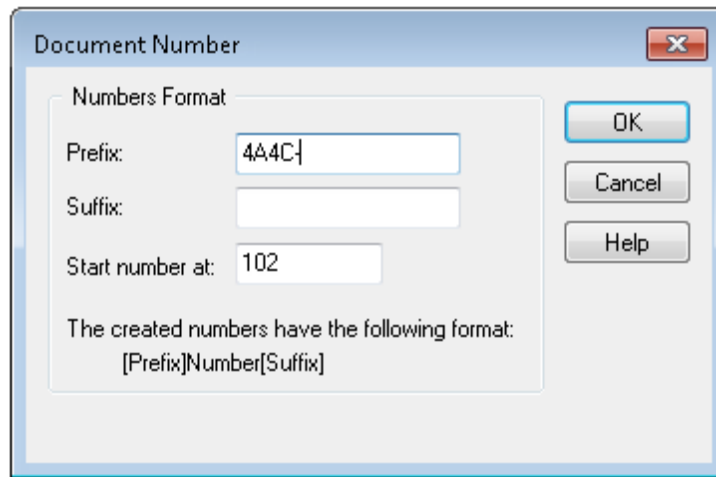 Document Number
Numbers Format
Prefix: 4A4C-
Suffix:
Start number at: 102
The created numbers have the following format:
[Prefix]Number[Suffix]
OK
Cancel
Help